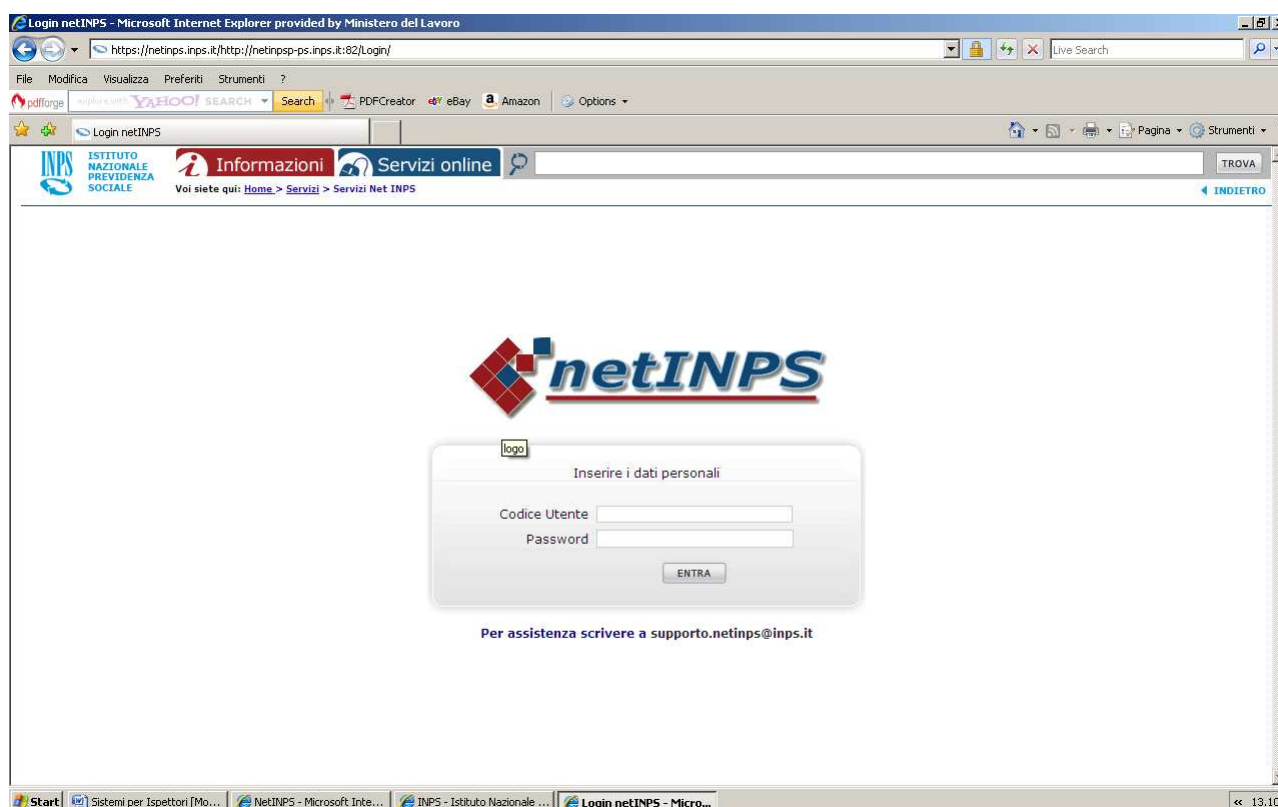 Login netINPS - Microsoft Internet Explorer provided by Ministero del Lavoro
https://netinps.inps.it/http://netinpsp-ps.inps.it:82/Login/
Live Search
File Modifica Visualizza Preferiti Strumenti ?
pdfforge YAHOO! SEARCH Search PDFCreator eBay Amazon Options
Login netINPS
Pagina Strumenti
INPS
ISTITUTO
NAZIONALE
PREVIDENZA
SOCIALE
Informazioni Servizi online TROVA
Voi siete qui: Home > Servizi > Servizi Net INPS INDIETRO
netINPS
logo
Inserire i dati personali
Codice Utente
Password
ENTRA
Per assistenza scrivere a supporto.netinps@inps.it
Start Sistemi per Ispettori [Mo... NetINPS - Microsoft Inte... INPS - Istituto Nazionale ... Login netINPS - Micro...